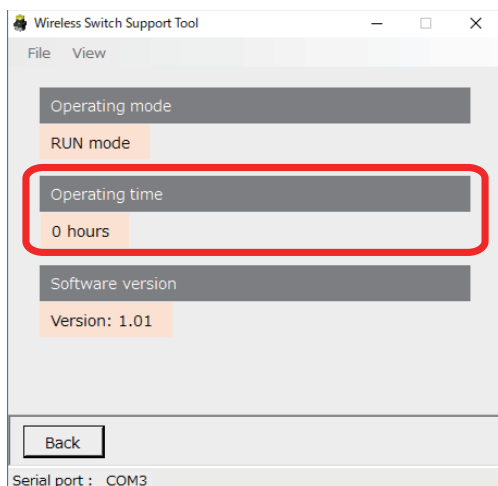 Wireless Switch Support Tool
File View
Operating mode
RUN mode
Operating time
0 hours
Software version
Version: 1.01
Back
Serial port : COM3